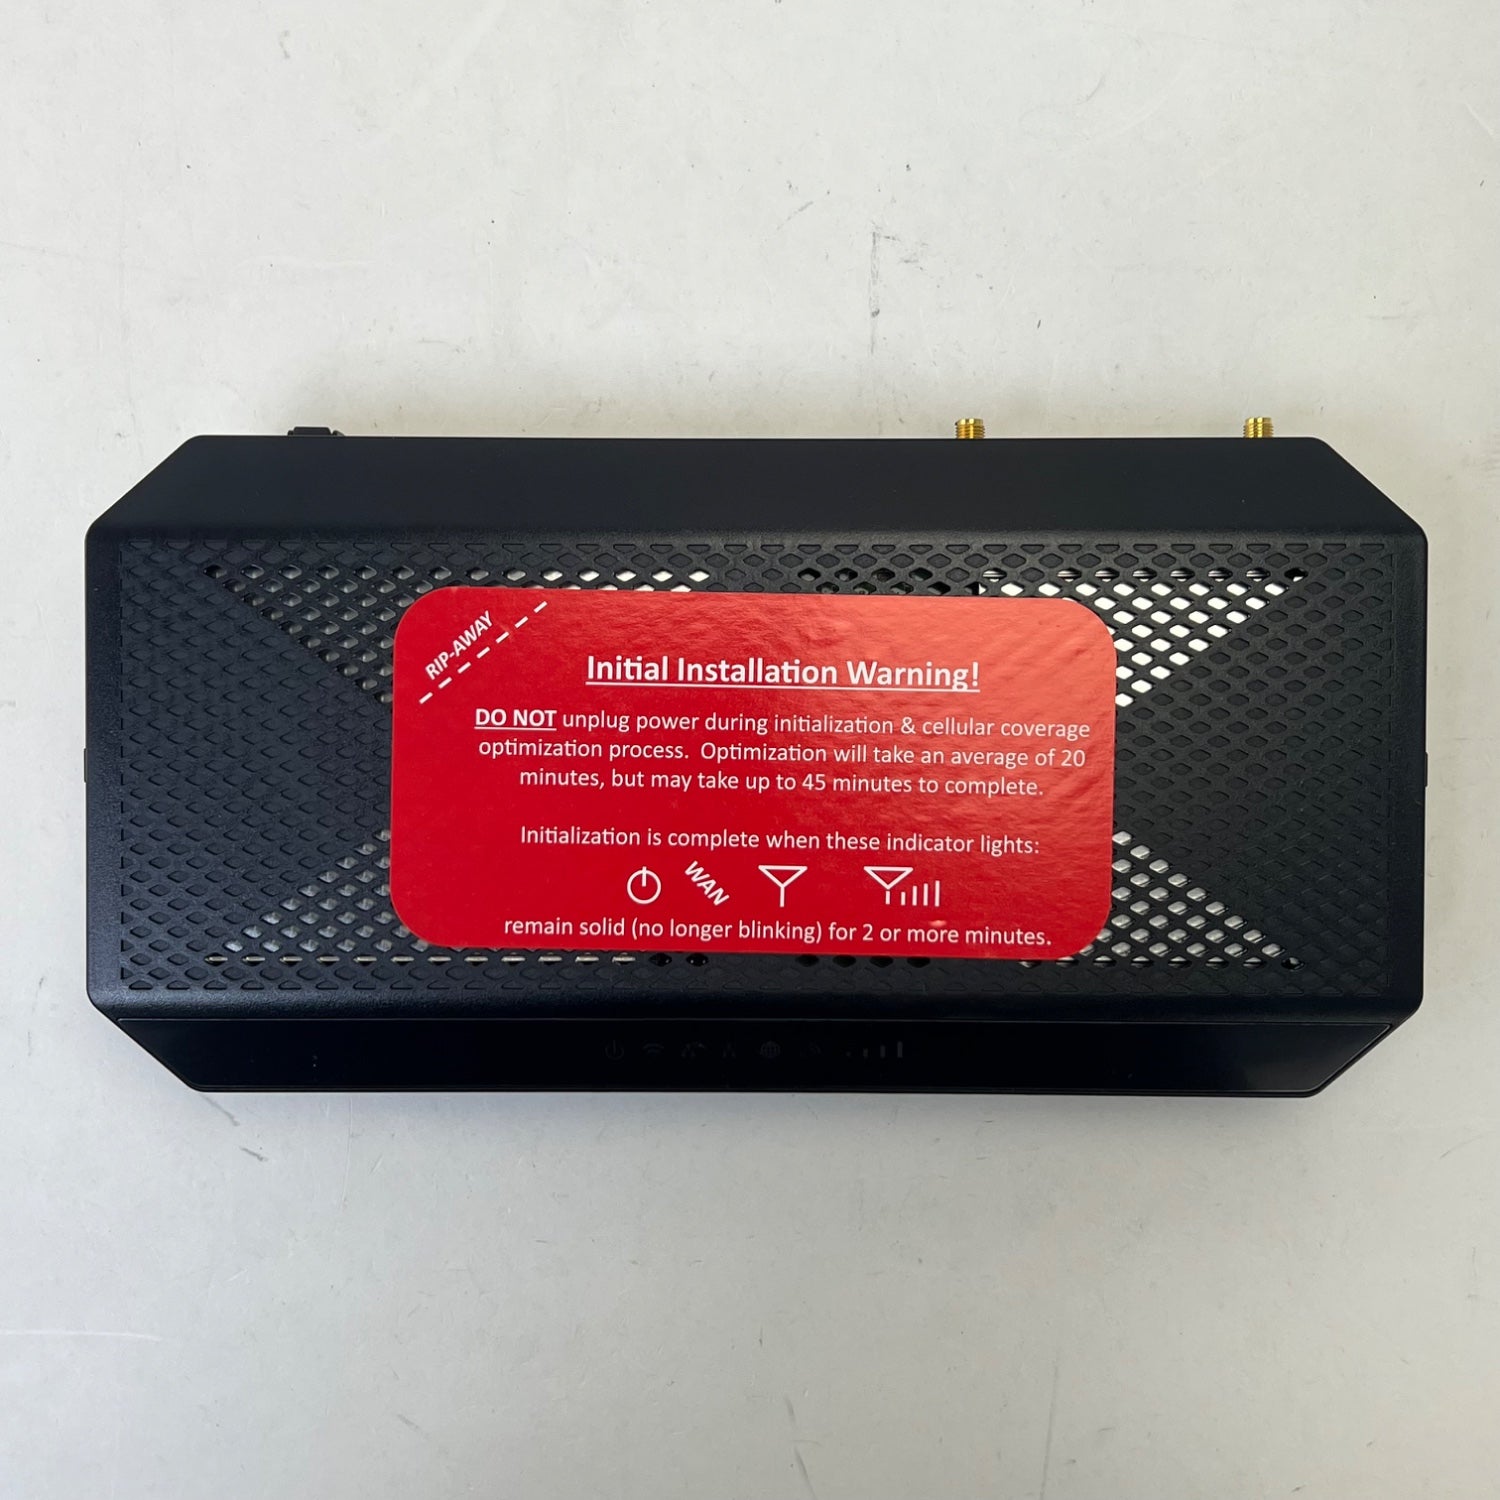 RIP-AWAY
Initial Installation Warning!
DO NOT unplug power during initialization & cellular coverage
optimization process. Optimization will take an average of 20
minutes, but may take up to 45 minutes to complete.
Initialization is complete when these indicator lights:
WAN
remain solid (no longer blinking) for 2 or more minutes.